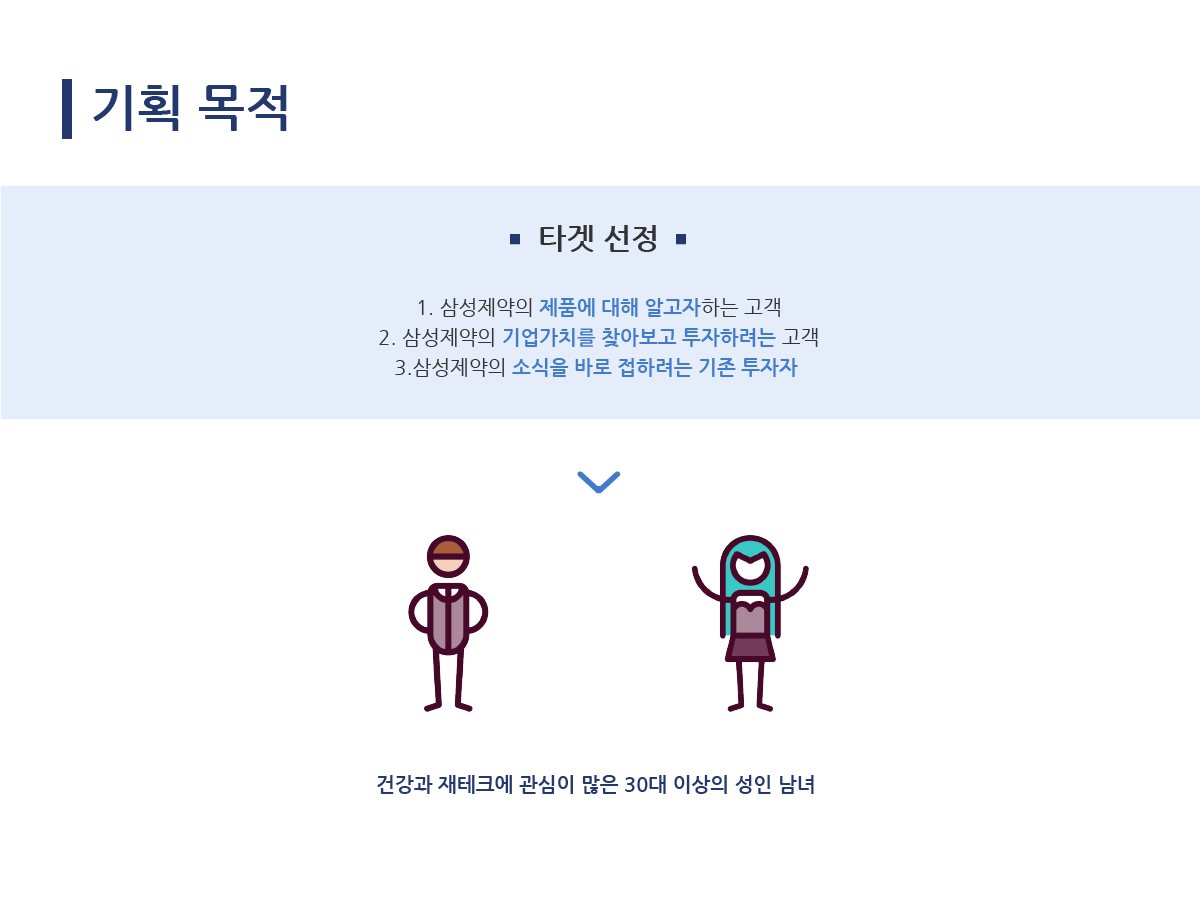 기획 목적
타겟 선정
1. 삼성제약의 제품에 대해 알고자하는 고객
2. 삼성제약의 기업가치를 찾아보고 투자하려는 고객
3.삼성제약의 소식을 바로 접하려는 기존 투자자
건강과 재테크에 관심이 많은 30대 이상의 성인 남녀